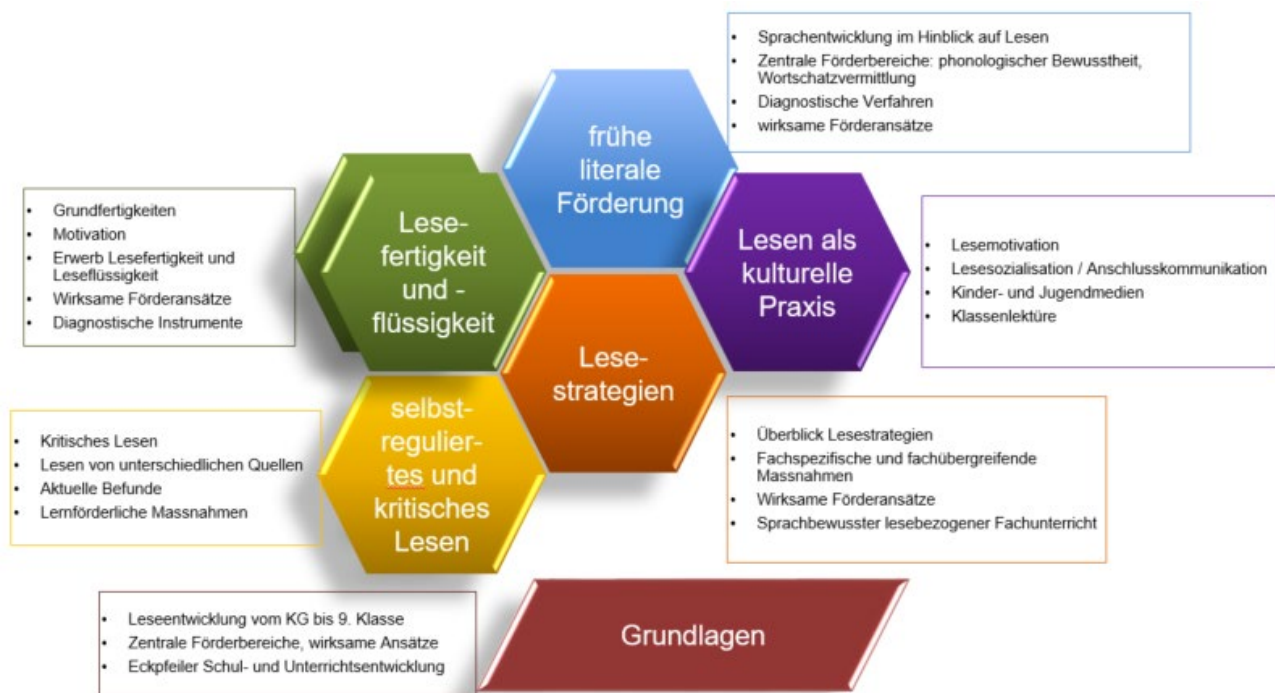 • Sprachentwicklung im Hinblick auf Lesen
• Zentrale Förderbereiche: phonologischer Bewusstheit,
Wortschatzvermittlung
• Diagnostische Verfahren
• wirksame Förderansätze
frühe
literale
Förderung
• Grundfertigkeiten
• Motivation
• Erwerb Lesefertigkeit und
Leseflüssigkeit
• Wirksame Förderansätze
• Diagnostische Instrumente
Lese-
fertigkeit
und -
flüssigkeit
Lesen als
kulturelle
Praxis
• Lesemotivation
• Lesesozialisation / Anschlusskommunikation
• Kinder- und Jugendmedien
• Klassenlektüre
Lese-
strategien
• Kritisches Lesen
• Lesen von unterschiedlichen Quellen
• Aktuelle Befunde
• Lernförderliche Massnahmen
selbst-
regulier-
tes und
kritisches
Lesen
• Überblick Lesestrategien
• Fachspezifische und fachübergreifende
Massnahmen
• Wirksame Förderansätze
• Sprachbewusster lesebezogener Fachunterricht
• Leseentwicklung vom KG bis 9. Klasse
• Zentrale Förderbereiche, wirksame Ansätze
• Eckpfeiler Schul- und Unterrichtsentwicklung
Grundlagen